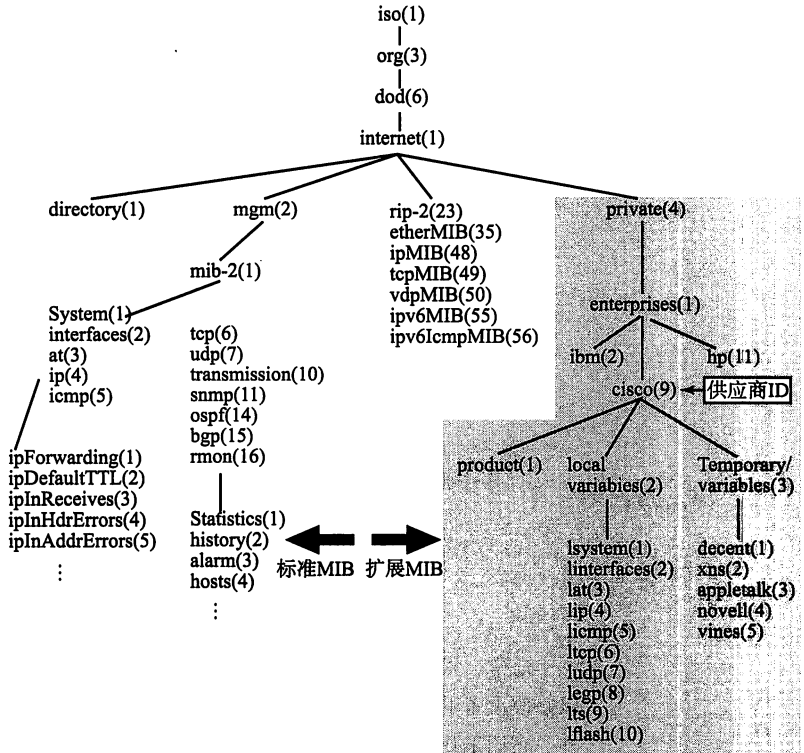 iso(1)
org(3)
dod(6)
internet(1)
directory(1)
mgm(2)
rip-2(23)
etherMIB(35)
ipMIB(48)
tcpMIB(49)
vdpMIB(50)
ipv6MIB(55)
ipv6IcmpMIB(56)
private(4)
mib-2(1)
enterprises(1)
ibm(2)
hp(11)
cisco(9)
供应商ID
System(1)
interfaces(2)
at(3)
ip(4)
icmp(5)
tcp(6)
udp(7)
transmission(10)
snmp(11)
ospf(14)
bgp(15)
rmon(16)
ipForwarding(1)
ipDefaultTTL(2)
ipInReceives(3)
ipInHdrErrors(4)
ipInAddrErrors(5)
⋮
Statistics(1)
history(2)
alarm(3)
hosts(4)
⋮
标准MIB
扩展MIB
product(1)
local
variabies(2)
Temporary/
variables(3)
lsystem(1)
linterfaces(2)
lat(3)
lip(4)
licmp(5)
ltcp(6)
ludp(7)
legp(8)
lts(9)
lflash(10)
decent(1)
xns(2)
appletalk(3)
novell(4)
vines(5)